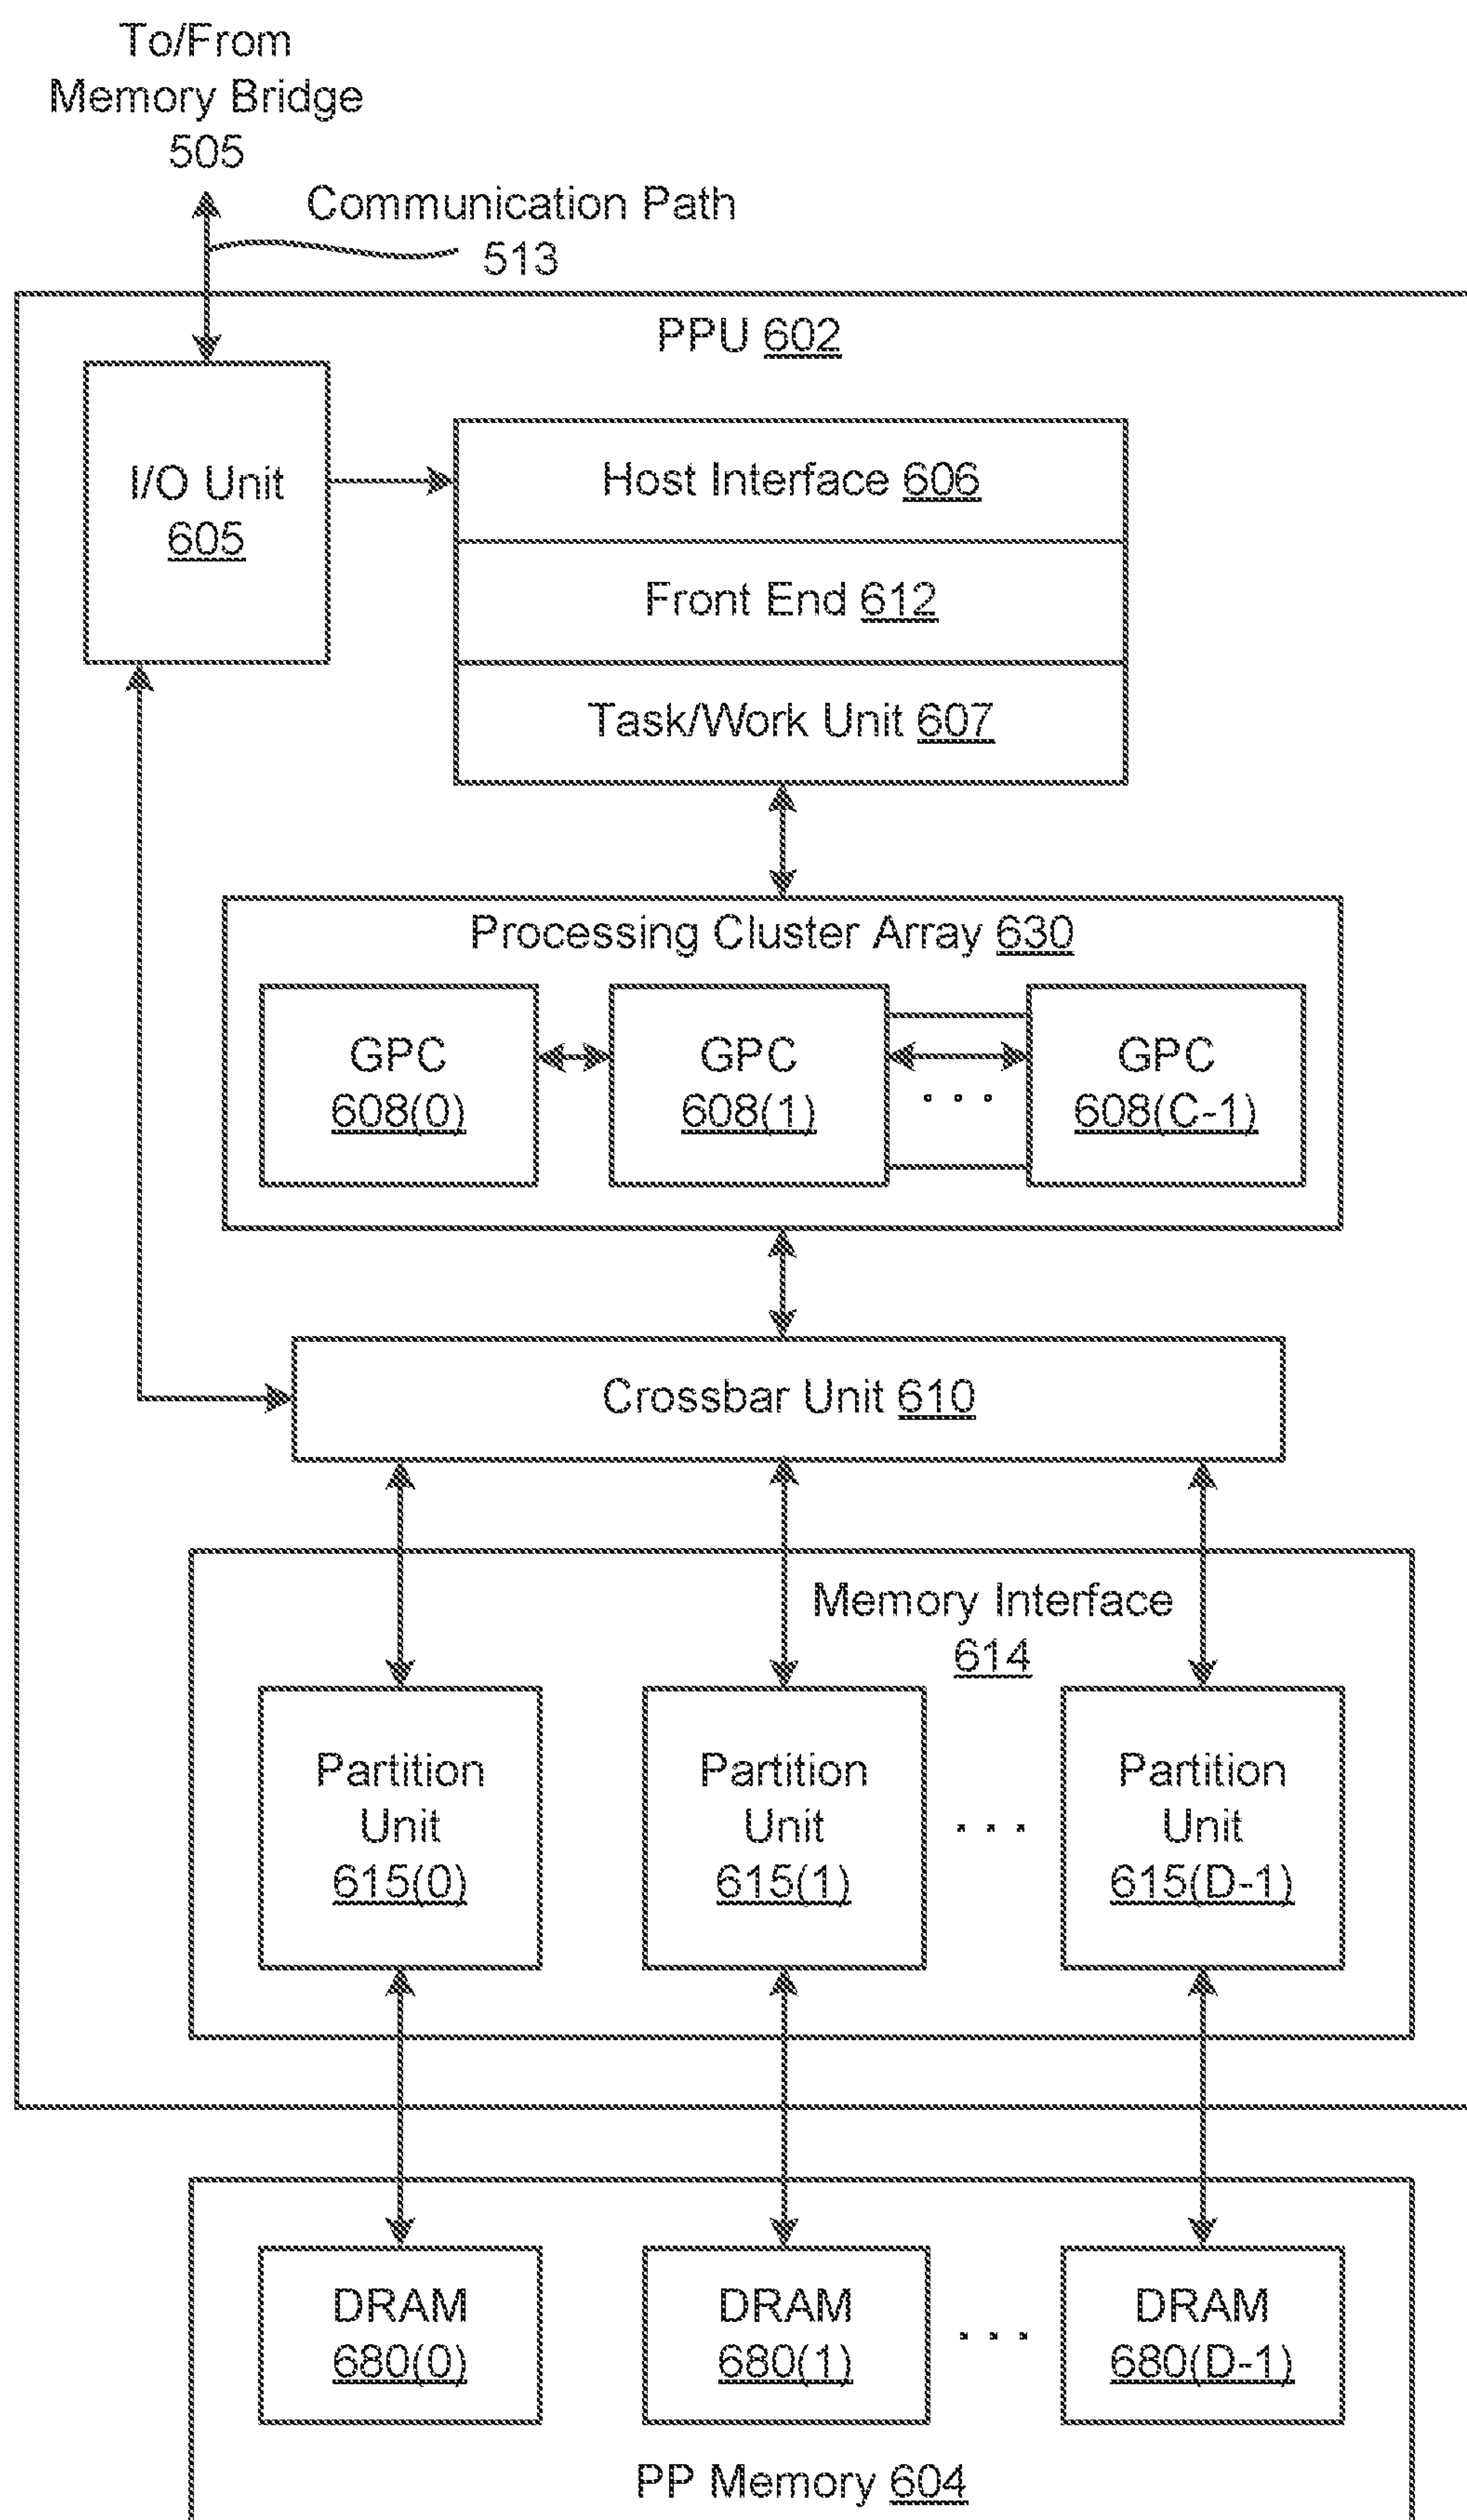 To/From
Memory Bridge
505
Communication Path
513
PPU 602
I/O Unit
605
Host Interface 606
Front End 612
Task/Work Unit 607
Processing Cluster Array 630
GPC
608(0)
GPC
608(1)
. . .
GPC
608(C-1)
Crossbar Unit 610
Memory Interface
614
Partition
Unit
615(0)
Partition
Unit
615(1)
. . .
Partition
Unit
615(D-1)
DRAM
680(0)
DRAM
680(1)
. . .
DRAM
680(D-1)
PP Memory 604